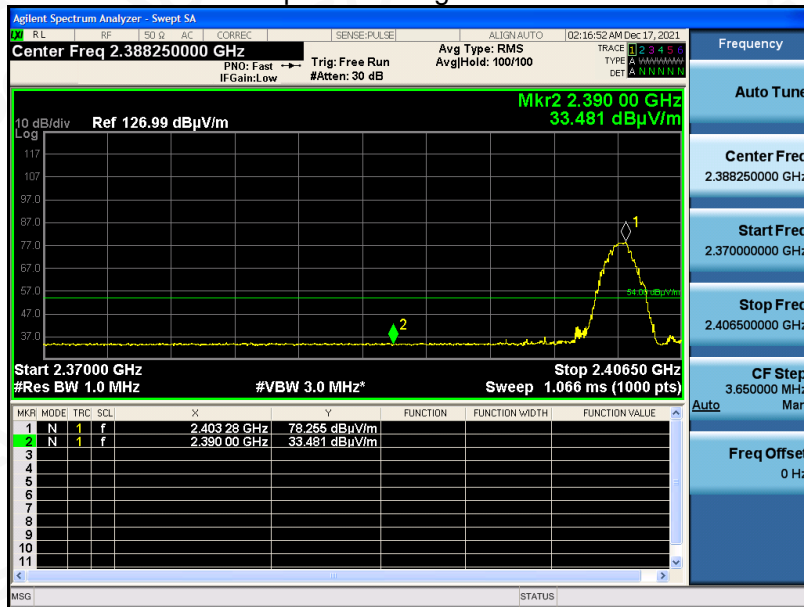 Agilent Spectrum Analyzer - Swept SA
LXI RL RF 50 Ω AC CORREC SENSE:PULSE ALIGN AUTO 02:16:52 AM Dec 17, 2021
Center Freq 2.388250000 GHz
PNO: Fast
IFGain:Low
Trig: Free Run
#Atten: 30 dB
Avg Type: RMS
Avg|Hold: 100/100
TRACE 1 2 3 4 5 6
TYPE A WWWWW
DET A N N N N N
Mkr2 2.390 00 GHz
33.481 dBμV/m
10 dB/div Ref 126.99 dBμV/m
Log
117
107
97.0
87.0
77.0
67.0
57.0
47.0
37.0
1
2
54.00 dBμV/m
Start 2.37000 GHz Stop 2.40650 GHz
#Res BW 1.0 MHz #VBW 3.0 MHz* Sweep 1.066 ms (1000 pts)
MKR MODE TRC SCL X Y FUNCTION FUNCTION WIDTH FUNCTION VALUE
1 N 1 f 2.403 28 GHz 78.255 dBμV/m
2 N 1 f 2.390 00 GHz 33.481 dBμV/m
3
4
5
6
7
8
9
10
11
MSG STATUS
Frequency
Auto Tune
Center Freq
2.388250000 GHz
Start Freq
2.370000000 GHz
Stop Freq
2.406500000 GHz
CF Step
3.650000 MHz
Auto Man
Freq Offset
0 Hz